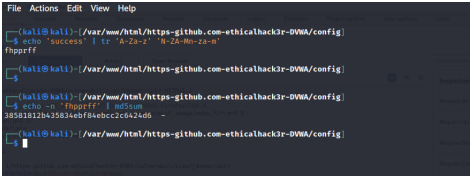 File Actions Edit View Help
┌──(kali㉿kali)-[/var/www/html/https-github.com-ethicalhack3r-DVWA/config]
└─$ echo 'success' | tr 'A-Za-z' 'N-ZA-Mn-za-m'
fhpprff
┌──(kali㉿kali)-[/var/www/html/https-github.com-ethicalhack3r-DVWA/config]
└─$
┌──(kali㉿kali)-[/var/www/html/https-github.com-ethicalhack3r-DVWA/config]
└─$ echo -n 'fhpprff' | md5sum
38581812b435834ebf84ebcc2c6424d6 -
┌──(kali㉿kali)-[/var/www/html/https-github.com-ethicalhack3r-DVWA/config]
└─$